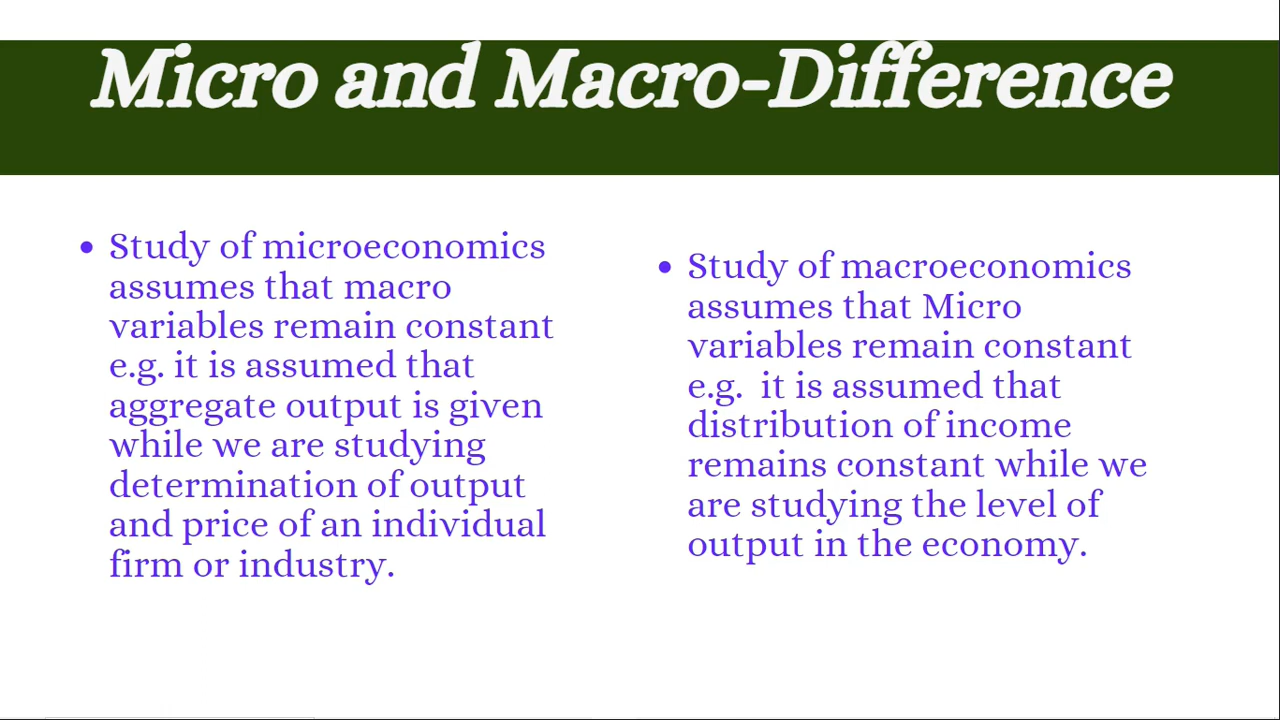 Micro and Macro-Difference
• Study of microeconomics
assumes that macro
variables remain constant
e.g. it is assumed that
aggregate output is given
while we are studying
determination of output
and price of an individual
firm or industry.
• Study of macroeconomics
assumes that Micro
variables remain constant
e.g.  it is assumed that
distribution of income
remains constant while we
are studying the level of
output in the economy.